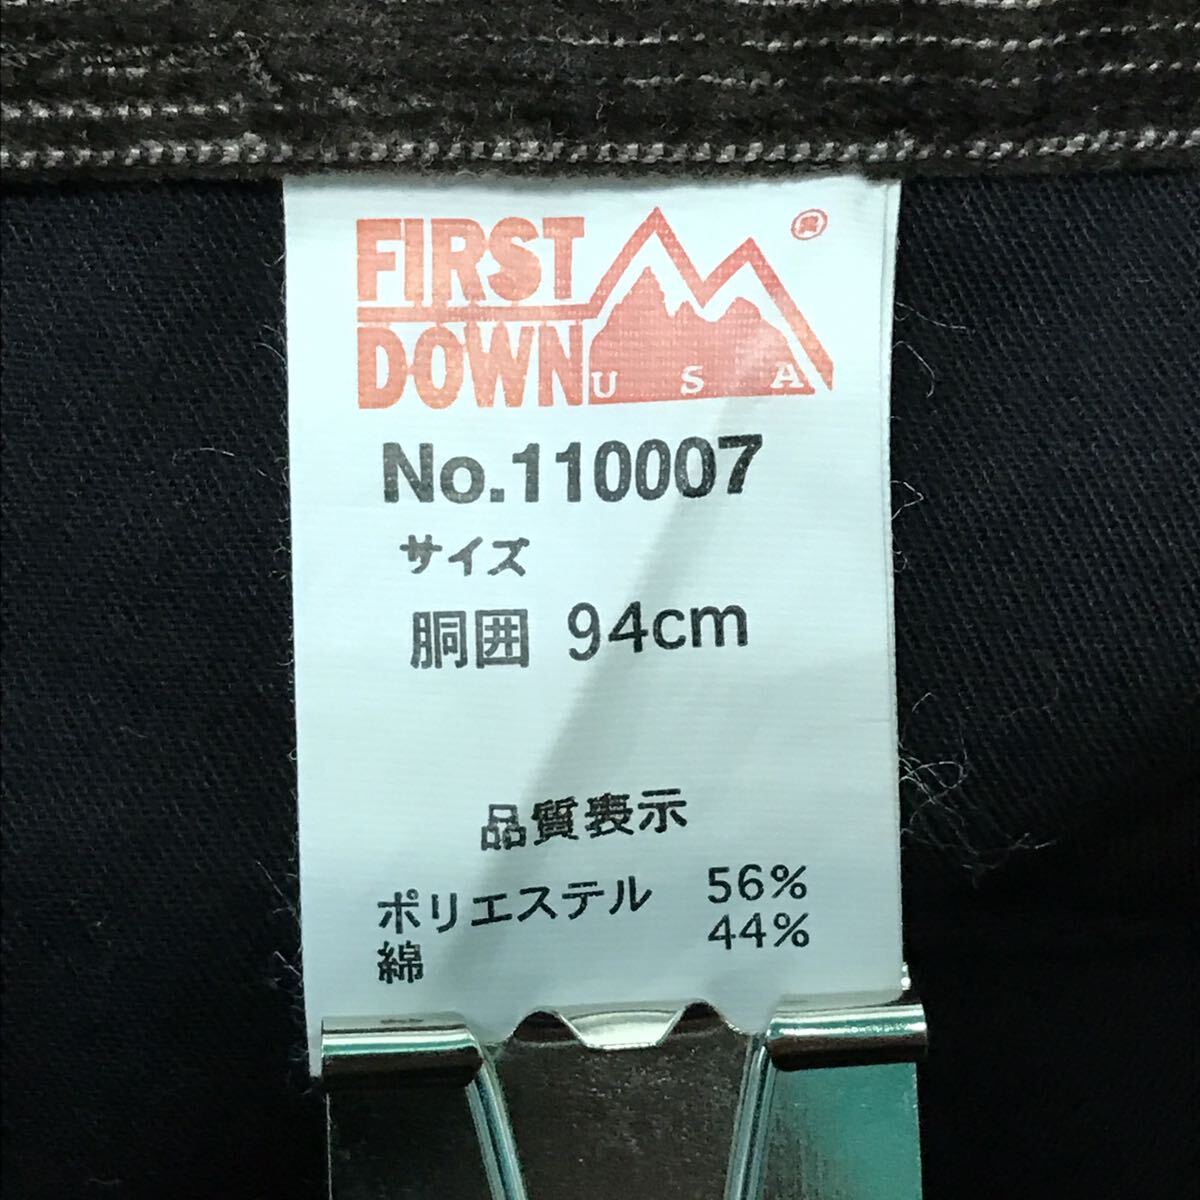 FIRST
DOWN USA
®
No.110007
サイズ
胴囲 94cm
品質表示
ポリエステル 56%
綿 44%